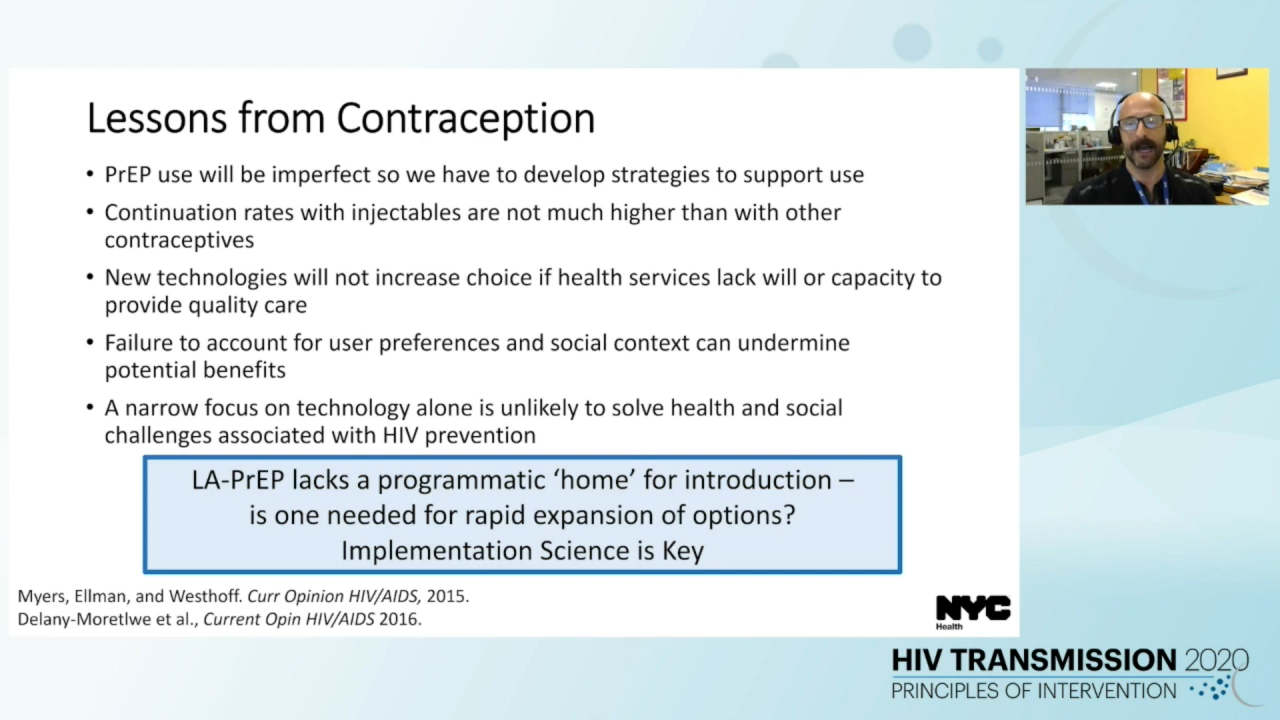 Lessons from Contraception
• PrEP use will be imperfect so we have to develop strategies to support use
• Continuation rates with injectables are not much higher than with other
contraceptives
• New technologies will not increase choice if health services lack will or capacity to
provide quality care
• Failure to account for user preferences and social context can undermine
potential benefits
• A narrow focus on technology alone is unlikely to solve health and social
challenges associated with HIV prevention
LA-PrEP lacks a programmatic ‘home’ for introduction –
is one needed for rapid expansion of options?
Implementation Science is Key
Myers, Ellman, and Westhoff. Curr Opinion HIV/AIDS, 2015.
Delany-Moretlwe et al., Current Opin HIV/AIDS 2016.
NYC
Health
HIV TRANSMISSION 2020
PRINCIPLES OF INTERVENTION